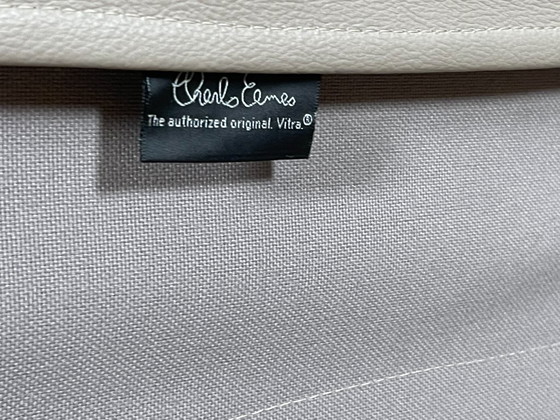 Charles Eames
The authorized original. Vitra.®